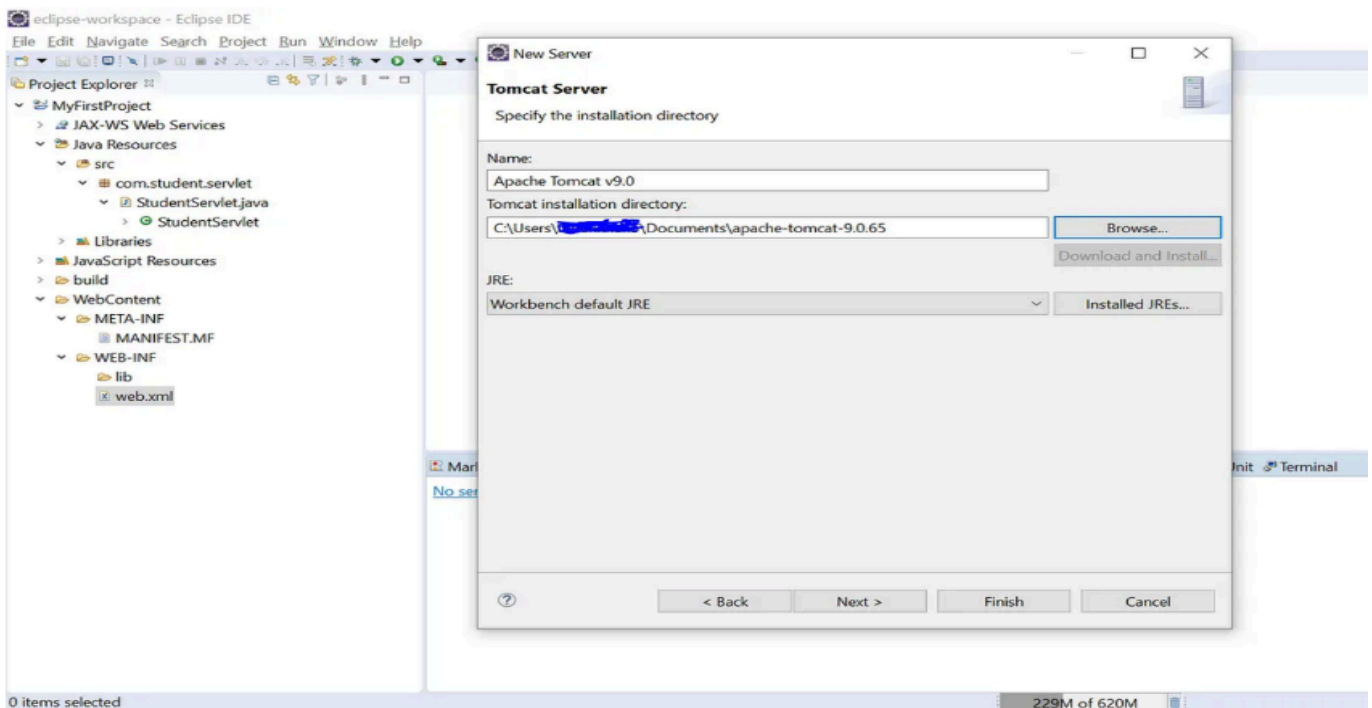 eclipse-workspace - Eclipse IDE
File Edit Navigate Search Project Run Window Help
Project Explorer
MyFirstProject
JAX-WS Web Services
Java Resources
src
com.student.servlet
StudentServlet.java
StudentServlet
Libraries
JavaScript Resources
build
WebContent
META-INF
MANIFEST.MF
WEB-INF
lib
web.xml
New Server
Tomcat Server
Specify the installation directory
Name:
Apache Tomcat v9.0
Tomcat installation directory:
C:\Users\ \Documents\apache-tomcat-9.0.65 Browse...
Download and Install...
JRE:
Workbench default JRE Installed JREs...
< Back Next > Finish Cancel
Mar
No ser
Unit Terminal
0 items selected
229M of 620M